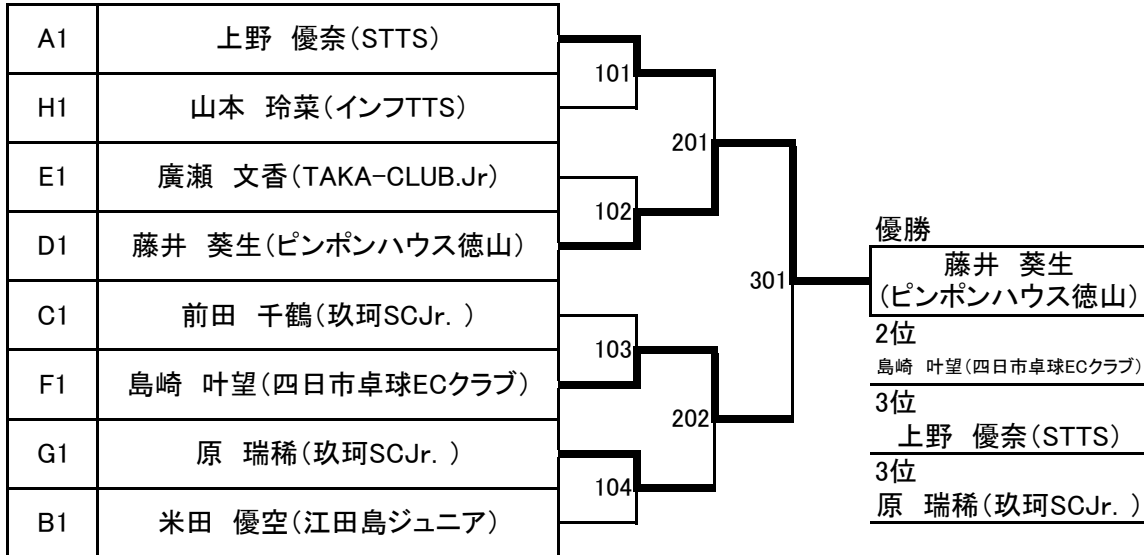 A1 上野 優奈(STTS)
101
H1 山本 玲菜(インフTTS)
201
E1 廣瀬 文香(TAKA-CLUB.Jr)
102
D1 藤井 葵生(ピンポンハウス徳山)
301
C1 前田 千鶴(玖珂SCJr. )
103
F1 島崎 叶望(四日市卓球ECクラブ)
202
G1 原 瑞稀(玖珂SCJr. )
104
B1 米田 優空(江田島ジュニア)
優勝
藤井 葵生
(ピンポンハウス徳山)
2位
島崎 叶望(四日市卓球ECクラブ)
3位
上野 優奈(STTS)
3位
原 瑞稀(玖珂SCJr. )